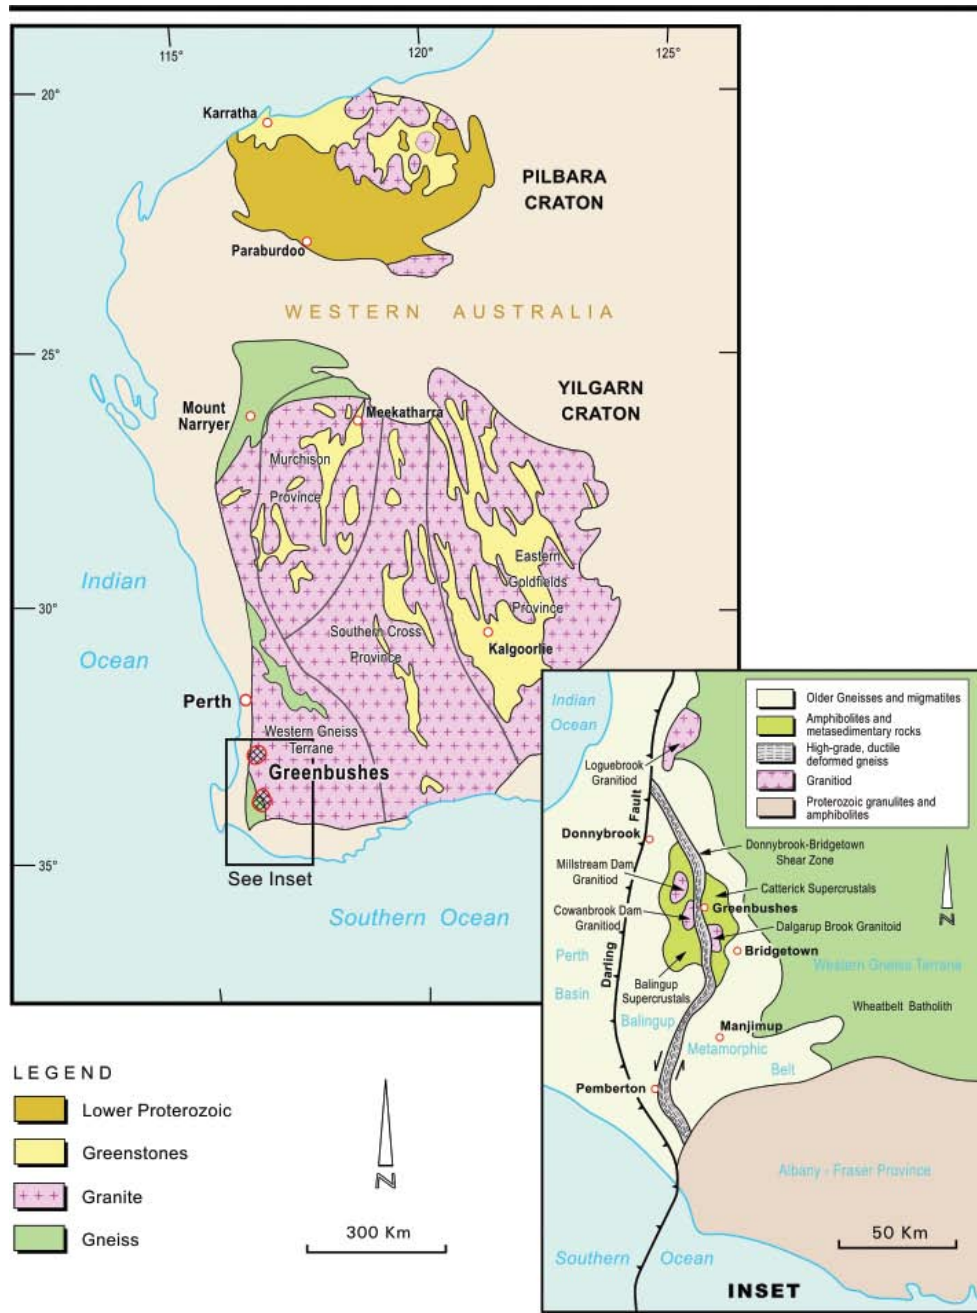 115°
120°
125°
20°
Karratha
PILBARA
CRATON
Paraburdoo
WESTERN AUSTRALIA
25°
YILGARN
CRATON
Mount
Narryer
Meekatharra
Murchison
Province
Indian
Ocean
Eastern
Goldfields
Province
30°
Southern Cross
Province
Kalgoorlie
Perth
Western Gneiss
Terrane
Greenbushes
35°
See Inset
Southern Ocean
LEGEND
Lower Proterozoic
Greenstones
Granite
Gneiss
N
300 Km
Indian
Ocean
Older Gneisses and migmatites
Amphibolites and
metasedimentary rocks
High-grade, ductile
deformed gneiss
Granitiod
Proterozoic granulites and
amphibolites
Loguebrook
Granitiod
Fault
Donnybrook
Donnybrook-Bridgetown
Shear Zone
Millstream Dam
Granitiod
Catterick Supercrustals
Greenbushes
Cowanbrook Dam
Granitiod
Dalgarup Brook Granitoid
N
Bridgetown
Perth
Basin
Darling
Western Gneiss Terrane
Balingup
Supercrustals
Wheatbelt Batholith
Balingup
Manjimup
Metamorphic
Belt
Pemberton
Albany - Fraser Province
50 Km
Southern Ocean
INSET